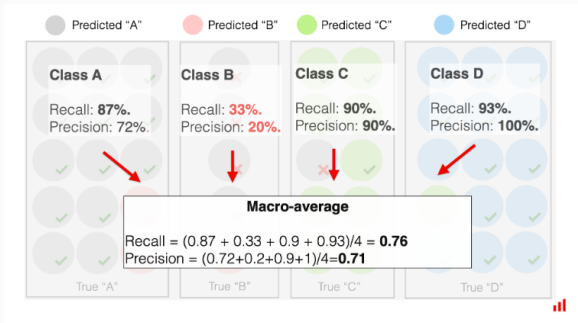 Predicted "A" Predicted "B" Predicted "C" Predicted "D"
Class A
Recall: 87%.
Precision: 72%.
Class B
Recall: 33%.
Precision: 20%.
Class C
Recall: 90%.
Precision: 90%.
Class D
Recall: 93%.
Precision: 100%.
Macro-average
Recall = (0.87 + 0.33 + 0.9 + 0.93)/4 = 0.76
Precision = (0.72+0.2+0.9+1)/4=0.71
True "A" True "B" True "C" True "D"